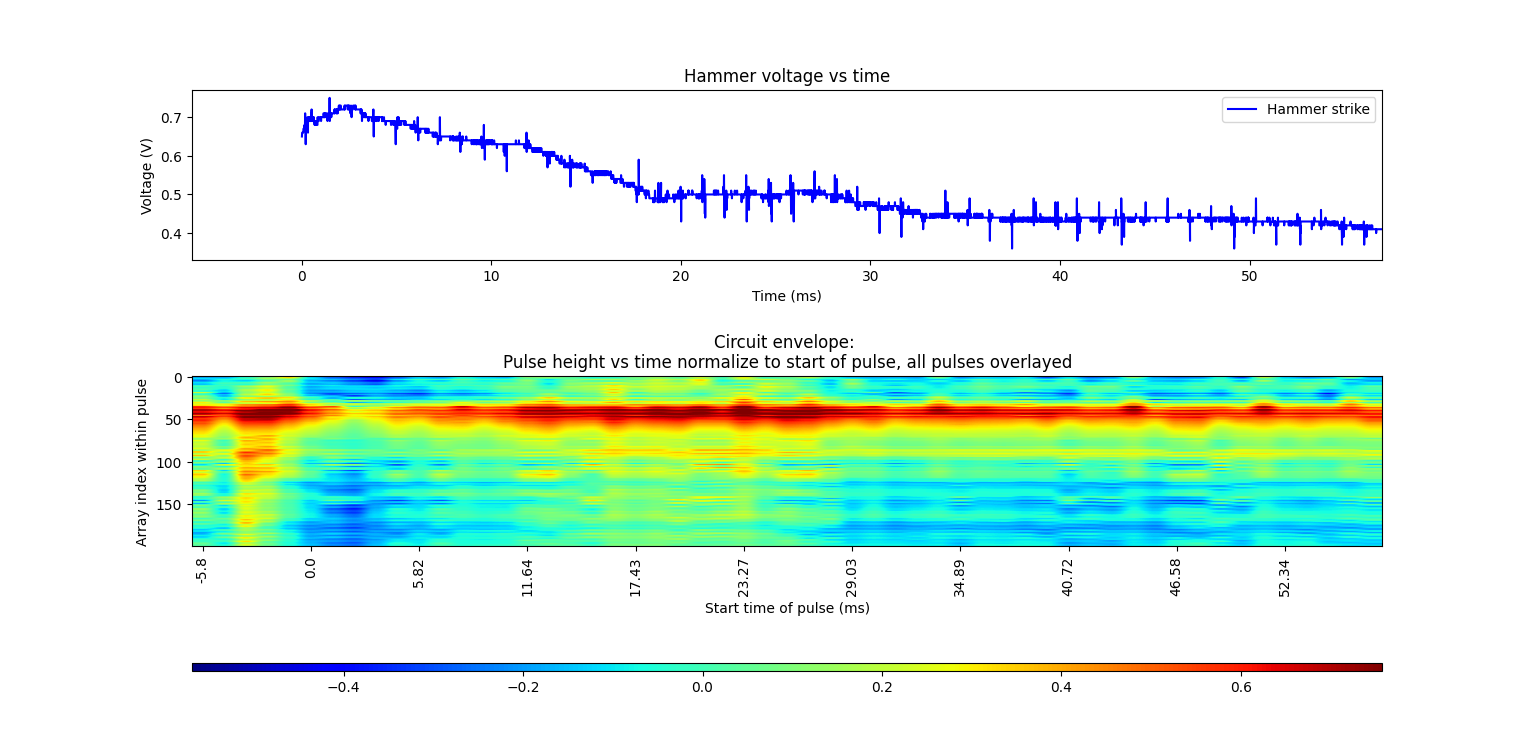 Hammer voltage vs time
Hammer strike
0.7
0.6
0.5
0.4
Voltage (V)
0 10 20 30 40 50
Time (ms)
Circuit envelope:
Pulse height vs time normalize to start of pulse, all pulses overlayed
0
50
100
150
Array index within pulse
-5.8 0.0 5.82 11.64 17.43 23.27 29.03 34.89 40.72 46.58 52.34
Start time of pulse (ms)
−0.4 −0.2 0.0 0.2 0.4 0.6